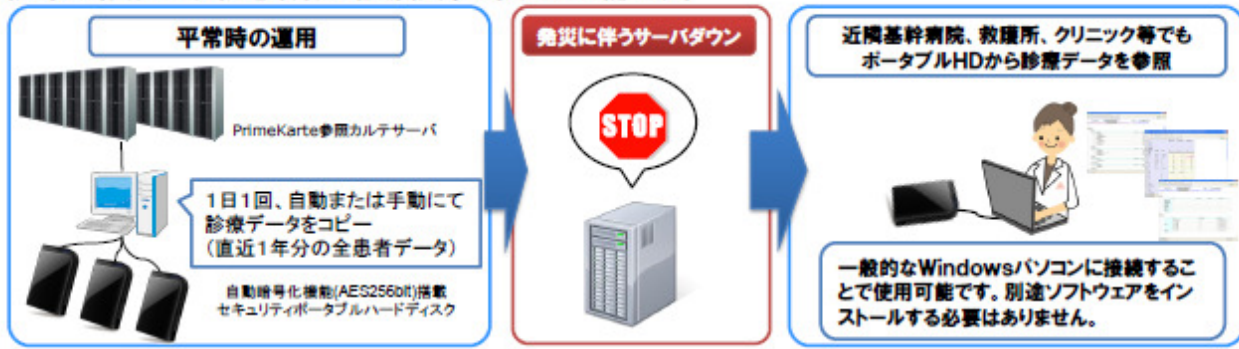 平常時の運用
PrimeKarte参照カルテサーバ
1日1回、自動または手動にて
診療データをコピー
（直近1年分の全患者データ）
自動暗号化機能(AES256bit)搭載
セキュリティポータブルハードディスク
発災に伴うサーバダウン
STOP
近隣基幹病院、救護所、クリニック等でも
ポータブルHDから診療データを参照
一般的なWindowsパソコンに接続するこ
とで使用可能です。別途ソフトウェアをイン
ストールする必要はありません。